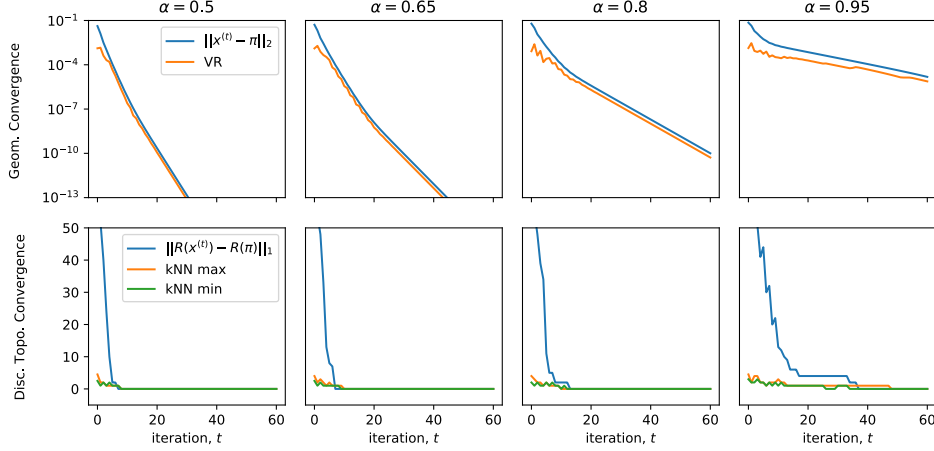 α = 0.5
α = 0.65
α = 0.8
α = 0.95
Geom. Convergence
10⁻¹
10⁻⁴
10⁻⁷
10⁻¹⁰
10⁻¹³
||x⁽ᵗ⁾ − π||₂
VR
Disc. Topo. Convergence
50
40
30
20
10
0
||R(x⁽ᵗ⁾) − R(π)||₁
kNN max
kNN min
0 20 40 60
0 20 40 60
0 20 40 60
0 20 40 60
iteration, t
iteration, t
iteration, t
iteration, t